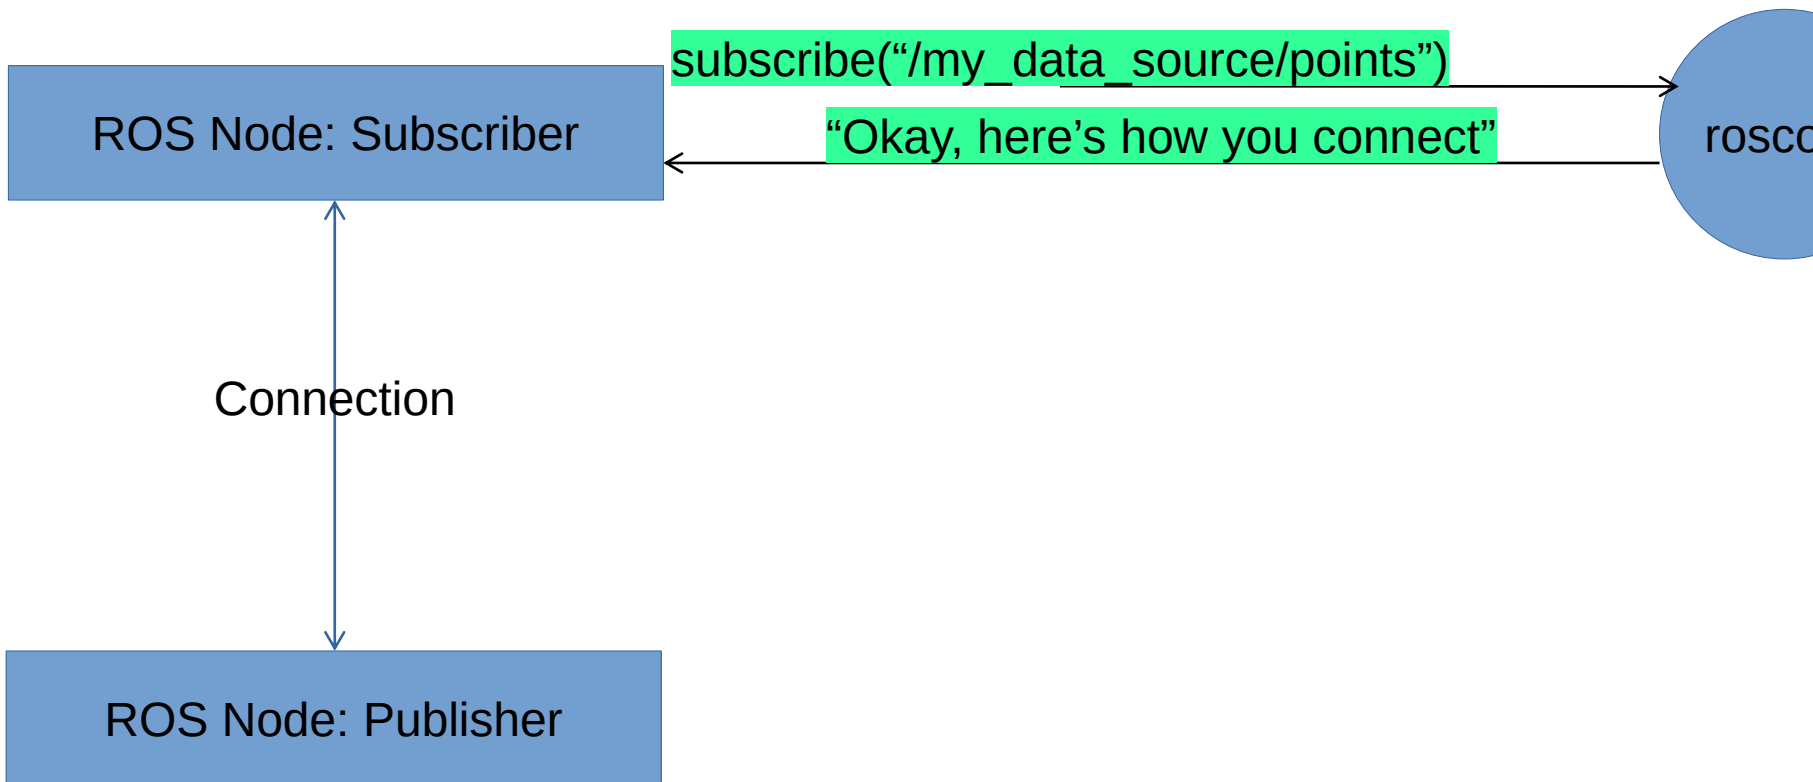 subscribe(“/my_data_source/points”)
ROS Node: Subscriber
“Okay, here’s how you connect”
Connection
ROS Node: Publisher